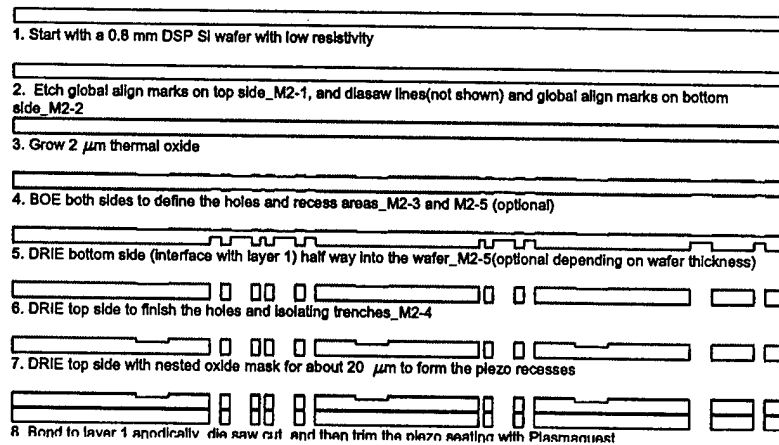 1. Start with a 0.8 mm DSP Si wafer with low resistivity
2. Etch global align marks on top side_M2-1, and diasaw lines(not shown) and global align marks on bottom
side_M2-2
3. Grow 2 μm thermal oxide
4. BOE both sides to define the holes and recess areas_M2-3 and M2-5 (optional)
5. DRIE bottom side (interface with layer 1) half way into the wafer_M2-5(optional depending on wafer thickness)
6. DRIE top side to finish the holes and isolating trenches_M2-4
7. DRIE top side with nested oxide mask for about 20 μm to form the piezo recesses
8. Bond to layer 1 anodically, die saw cut, and then trim the piezo seating with Plasmaquest